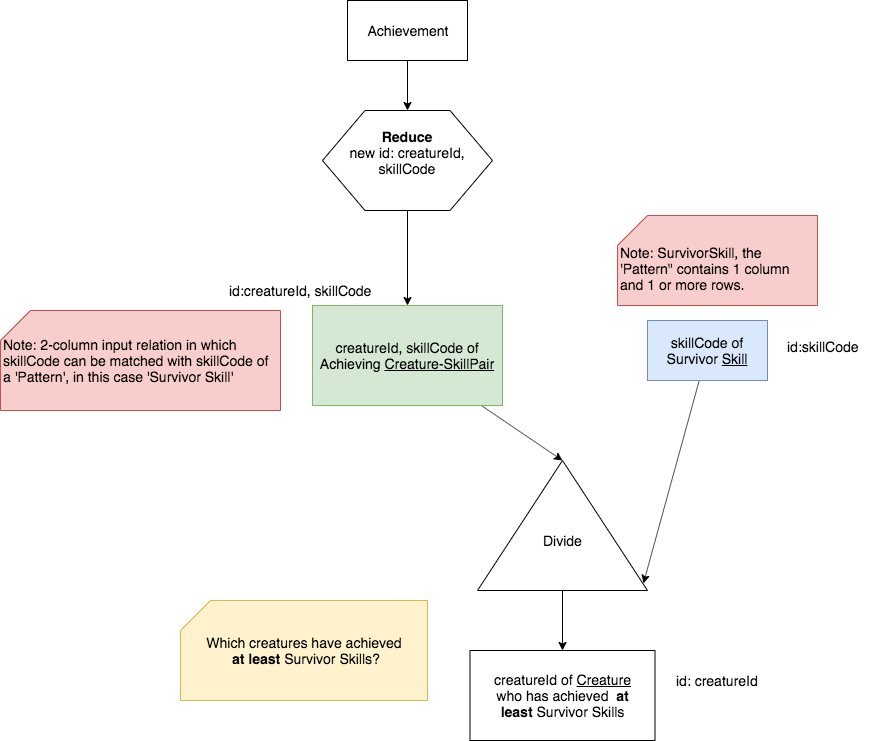 Achievement
Reduce
new id: creatureId,
skillCode
Note: SurvivorSkill, the
'Pattern" contains 1 column
and 1 or more rows.
id:creatureId, skillCode
Note: 2-column input relation in which
skillCode can be matched with skillCode of
a 'Pattern', in this case 'Survivor Skill'
creatureId, skillCode of
Achieving Creature-SkillPair
skillCode of
Survivor Skill
id:skillCode
Divide
Which creatures have achieved
at least Survivor Skills?
creatureId of Creature
who has achieved at
least Survivor Skills
id: creatureId